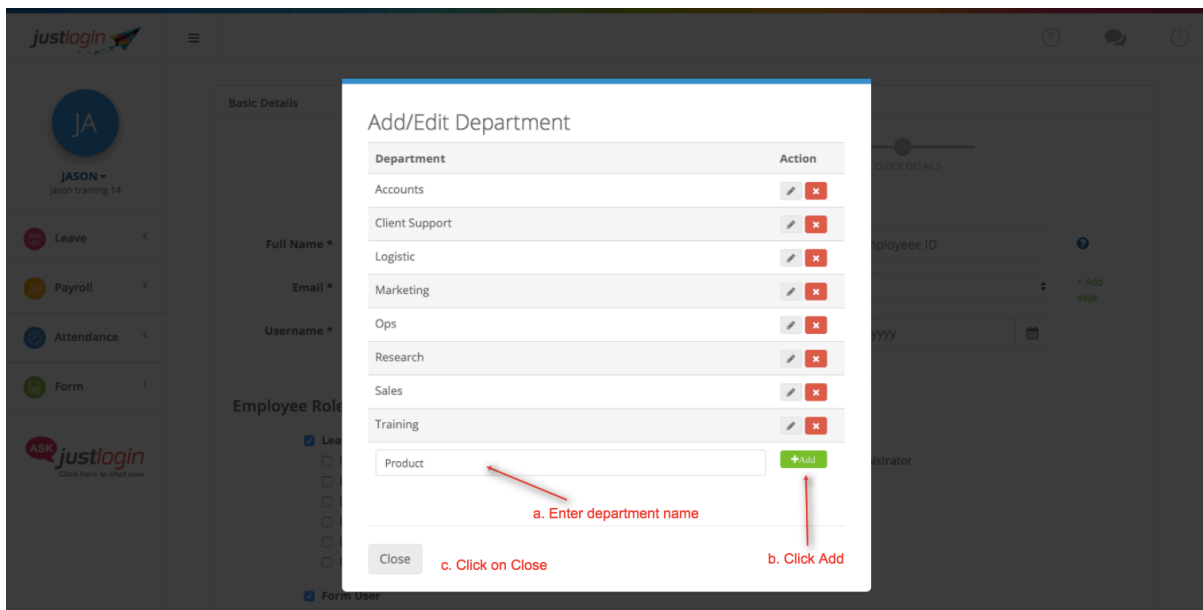 justlogin
JA
JASON
jason training 14
Leave
Payroll
Attendance
Form
ASK justlogin
Click here to chat now
Basic Details
CLOCK DETAILS
Full Name *
Email *
Username *
+ Add
dept
yyyy
Employee Role
Form User
Add/Edit Department
Department Action
Accounts
Client Support
Logistic
Marketing
Ops
Research
Sales
Training
Product +Add
a. Enter department name
b. Click Add
Close
c. Click on Close